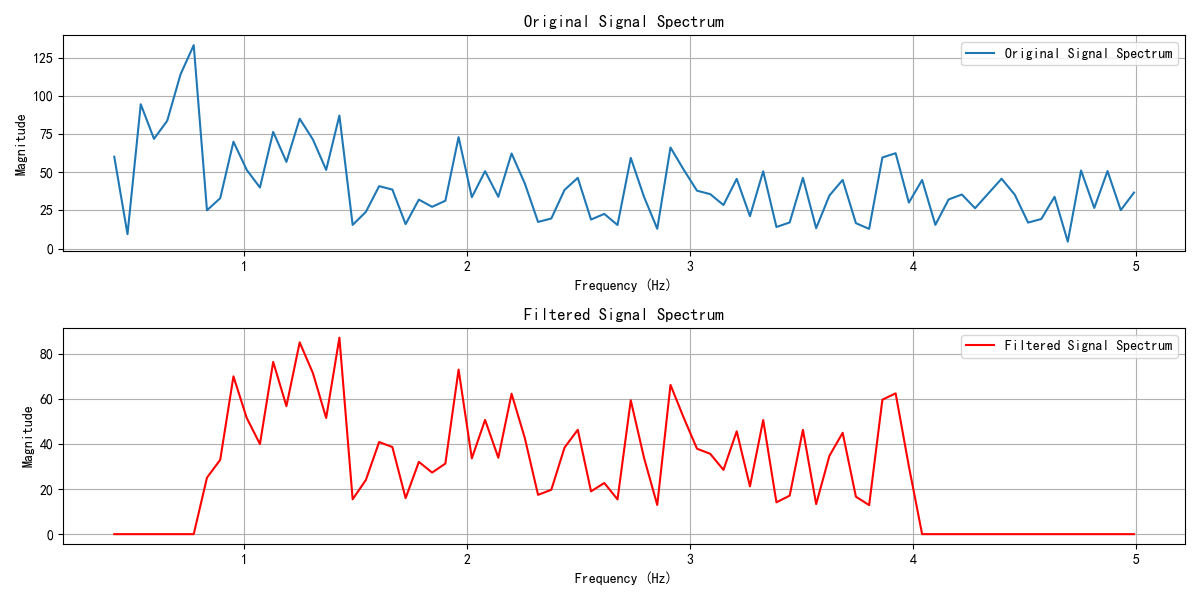 Original Signal Spectrum
Original Signal Spectrum
125
100
75
50
25
0
Magnitude
1 2 3 4 5
Frequency (Hz)
Filtered Signal Spectrum
Filtered Signal Spectrum
80
60
40
20
0
Magnitude
1 2 3 4 5
Frequency (Hz)